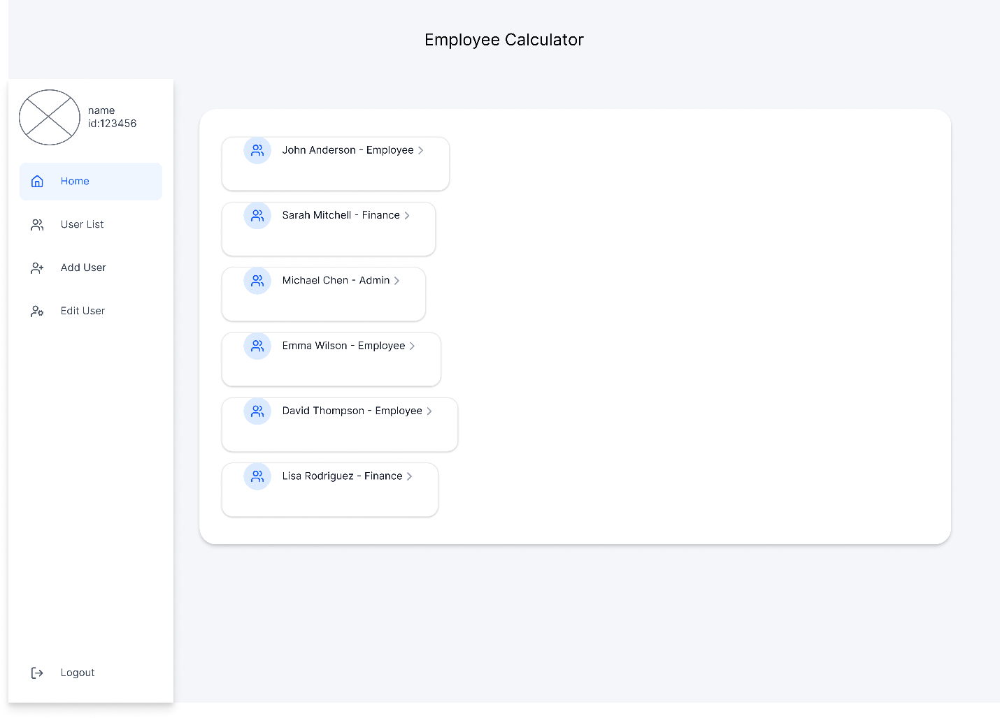 Employee Calculator
name
id:123456
Home
User List
Add User
Edit User
Logout
John Anderson - Employee
Sarah Mitchell - Finance
Michael Chen - Admin
Emma Wilson - Employee
David Thompson - Employee
Lisa Rodriguez - Finance